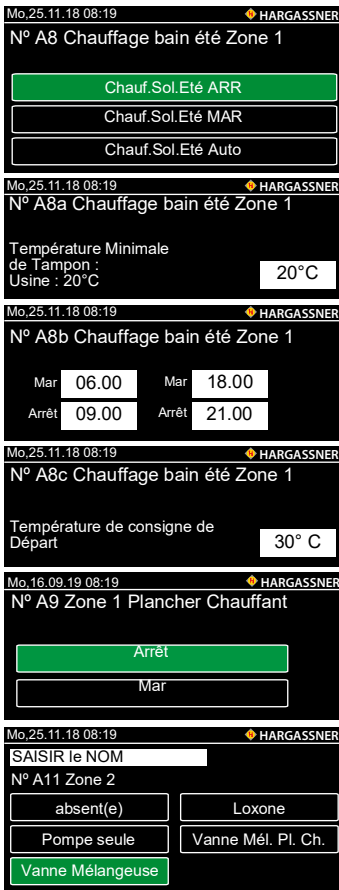 Mo,25.11.18 08:19 HARGASSNER
Nº A8 Chauffage bain été Zone 1
Chauf.Sol.Eté ARR
Chauf.Sol.Eté MAR
Chauf.Sol.Eté Auto
Mo,25.11.18 08:19 HARGASSNER
Nº A8a Chauffage bain été Zone 1
Température Minimale
de Tampon :
Usine : 20°C 20°C
Mo,25.11.18 08:19 HARGASSNER
Nº A8b Chauffage bain été Zone 1
Mar 06.00 Mar 18.00
Arrêt 09.00 Arrêt 21.00
Mo,25.11.18 08:19 HARGASSNER
Nº A8c Chauffage bain été Zone 1
Température de consigne de
Départ 30° C
Mo,16.09.19 08:19 HARGASSNER
Nº A9 Zone 1 Plancher Chauffant
Arrêt
Mar
Mo,25.11.18 08:19 HARGASSNER
SAISIR le NOM
Nº A11 Zone 2
absent(e) Loxone
Pompe seule Vanne Mél. Pl. Ch.
Vanne Mélangeuse